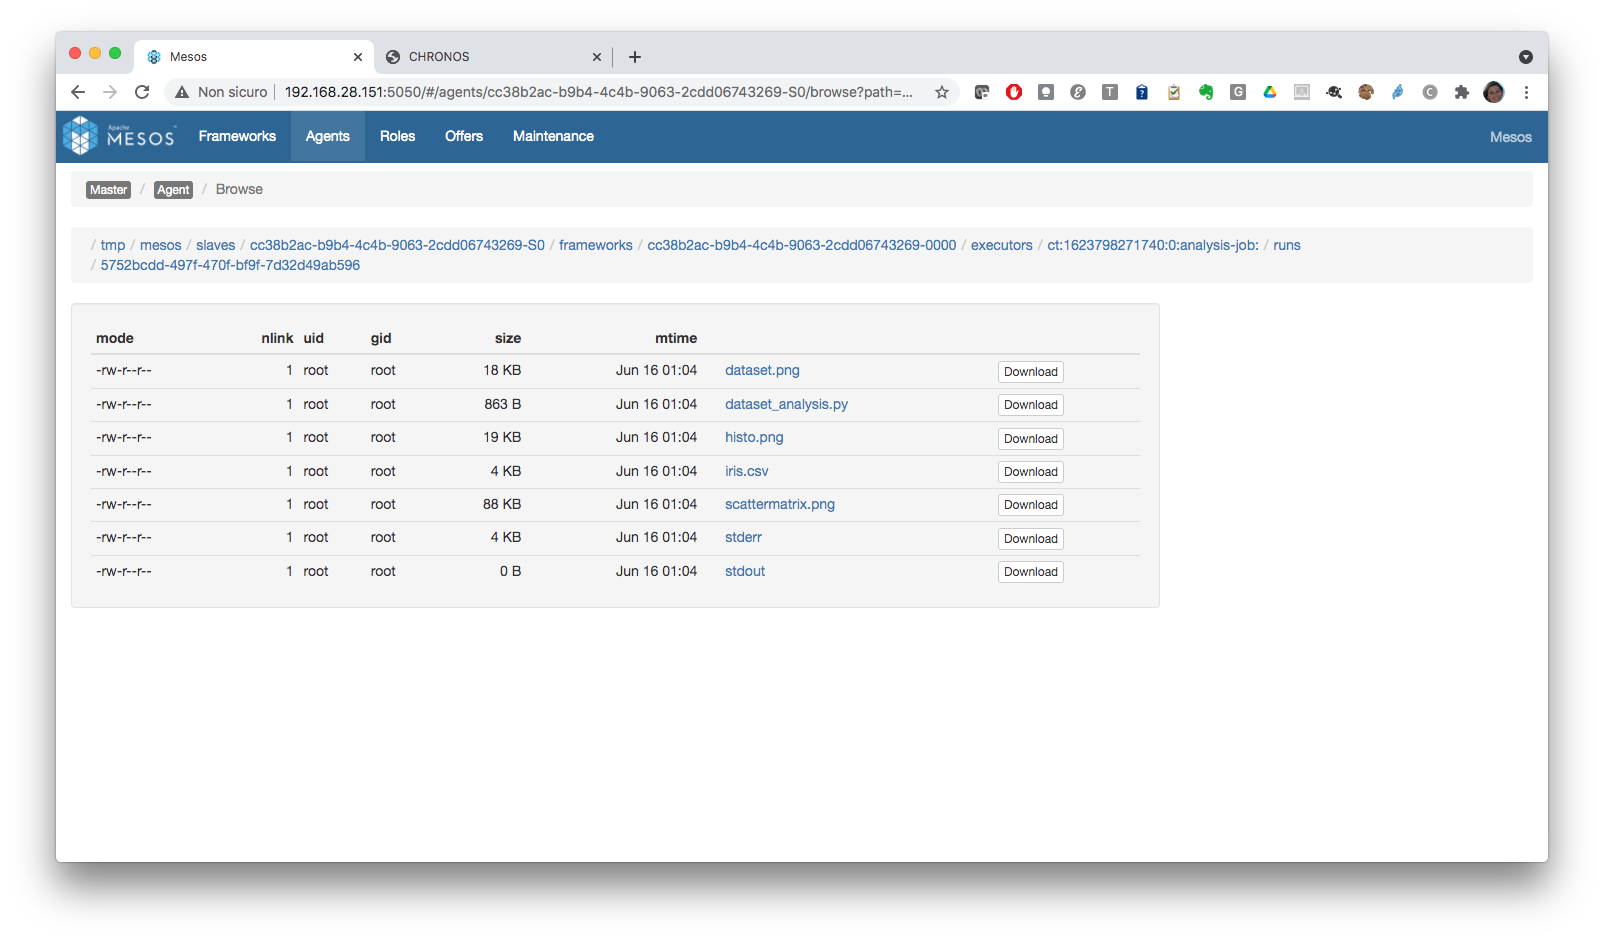 Mesos
CHRONOS
Non sicuro 192.168.28.151:5050/#/agents/cc38b2ac-b9b4-4c4b-9063-2cdd06743269-S0/browse?path=...
Apache MESOS™ Frameworks Agents Roles Offers Maintenance Mesos
Master / Agent / Browse
/ tmp / mesos / slaves / cc38b2ac-b9b4-4c4b-9063-2cdd06743269-S0 / frameworks / cc38b2ac-b9b4-4c4b-9063-2cdd06743269-0000 / executors / ct:1623798271740:0:analysis-job: / runs
/ 5752bcdd-497f-470f-bf9f-7d32d49ab596
mode nlink uid gid size mtime
-rw-r--r-- 1 root root 18 KB Jun 16 01:04 dataset.png Download
-rw-r--r-- 1 root root 863 B Jun 16 01:04 dataset_analysis.py Download
-rw-r--r-- 1 root root 19 KB Jun 16 01:04 histo.png Download
-rw-r--r-- 1 root root 4 KB Jun 16 01:04 iris.csv Download
-rw-r--r-- 1 root root 88 KB Jun 16 01:04 scattermatrix.png Download
-rw-r--r-- 1 root root 4 KB Jun 16 01:04 stderr Download
-rw-r--r-- 1 root root 0 B Jun 16 01:04 stdout Download